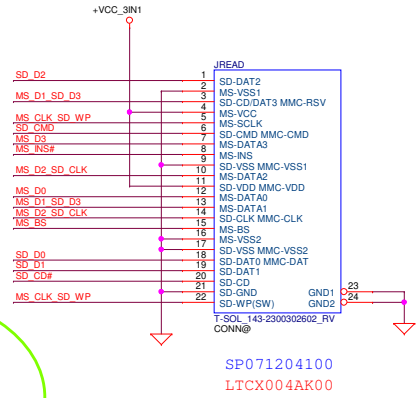 +VCC_3IN1
JREAD
SD_D2 1 SD-DAT2
2 MS-VSS1
MS_D1_SD_D3 3 SD-CD/DAT3 MMC-RSV
4 MS-VCC
MS_CLK_SD_WP 5 MS-SCLK
SD_CMD 6 SD-CMD MMC-CMD
MS_D3 7 MS-DATA3
MS_INS# 8 MS-INS
9 SD-VSS MMC-VSS1
MS_D2_SD_CLK 10 MS-DATA2
11 SD-VDD MMC-VDD
MS_D0 12 MS-DATA0
MS_D1_SD_D3 13 MS-DATA1
MS_D2_SD_CLK 14 SD-CLK MMC-CLK
MS_BS 15 MS-BS
16 MS-VSS2
17 SD-VSS MMC-VSS2
SD_D0 18 SD-DAT0 MMC-DAT
SD_D1 19 SD-DAT1
SD_CD# 20 SD-CD
21 SD-GND GND1 23
MS_CLK_SD_WP 22 SD-WP(SW) GND2 24
T-SOL_143-2300302602_RV
CONN@
SP071204100
LTCX004AK00